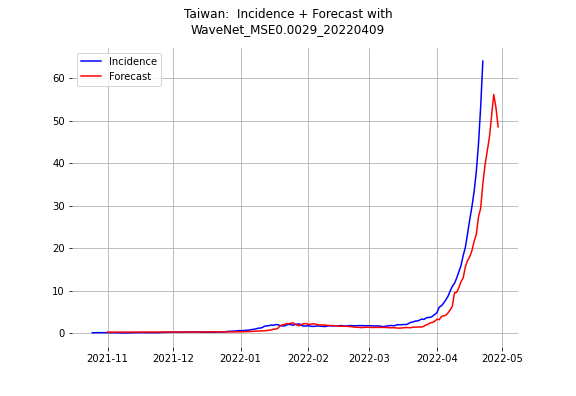 Taiwan:  Incidence + Forecast with
WaveNet_MSE0.0029_20220409
Incidence
Forecast
60
50
40
30
20
10
0
2021-11 2021-12 2022-01 2022-02 2022-03 2022-04 2022-05